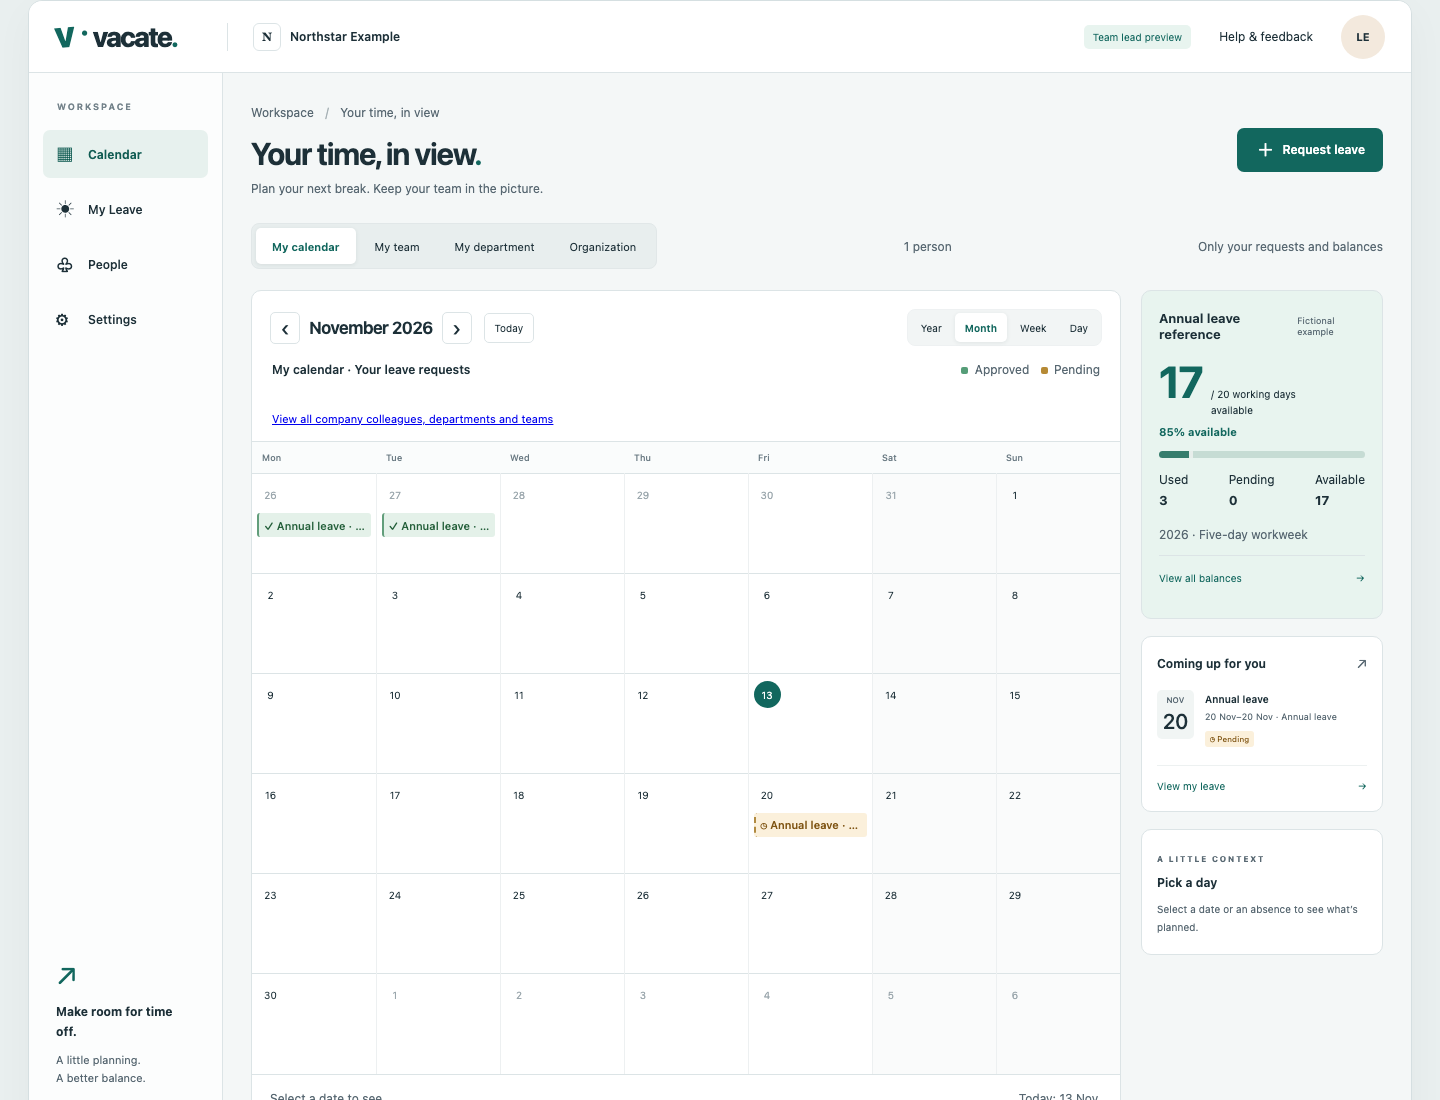 vacate.
N Northstar Example
Team lead preview
Help & feedback
LE
WORKSPACE
Calendar
My Leave
People
Settings
Make room for time
off.
A little planning.
A better balance.
Workspace / Your time, in view
Your time, in view.
Plan your next break. Keep your team in the picture.
+ Request leave
My calendar My team My department Organization
1 person
Only your requests and balances
‹ November 2026 › Today
Year Month Week Day
My calendar · Your leave requests
Approved Pending
View all company colleagues, departments and teams
Mon Tue Wed Thu Fri Sat Sun
26 27 28 29 30 31 1
✓ Annual leave · ... ✓ Annual leave · ...
2 3 4 5 6 7 8
9 10 11 12 13 14 15
16 17 18 19 20 21 22
Annual leave · ...
23 24 25 26 27 28 29
30 1 2 3 4 5 6
Select a date to see
Today: 13 Nov
Annual leave
reference
Fictional
example
17
/ 20 working days
available
85% available
Used Pending Available
3 0 17
2026 · Five-day workweek
View all balances →
Coming up for you ↗
NOV
20
Annual leave
20 Nov–20 Nov · Annual leave
Pending
View my leave →
A LITTLE CONTEXT
Pick a day
Select a date or an absence to see what's
planned.